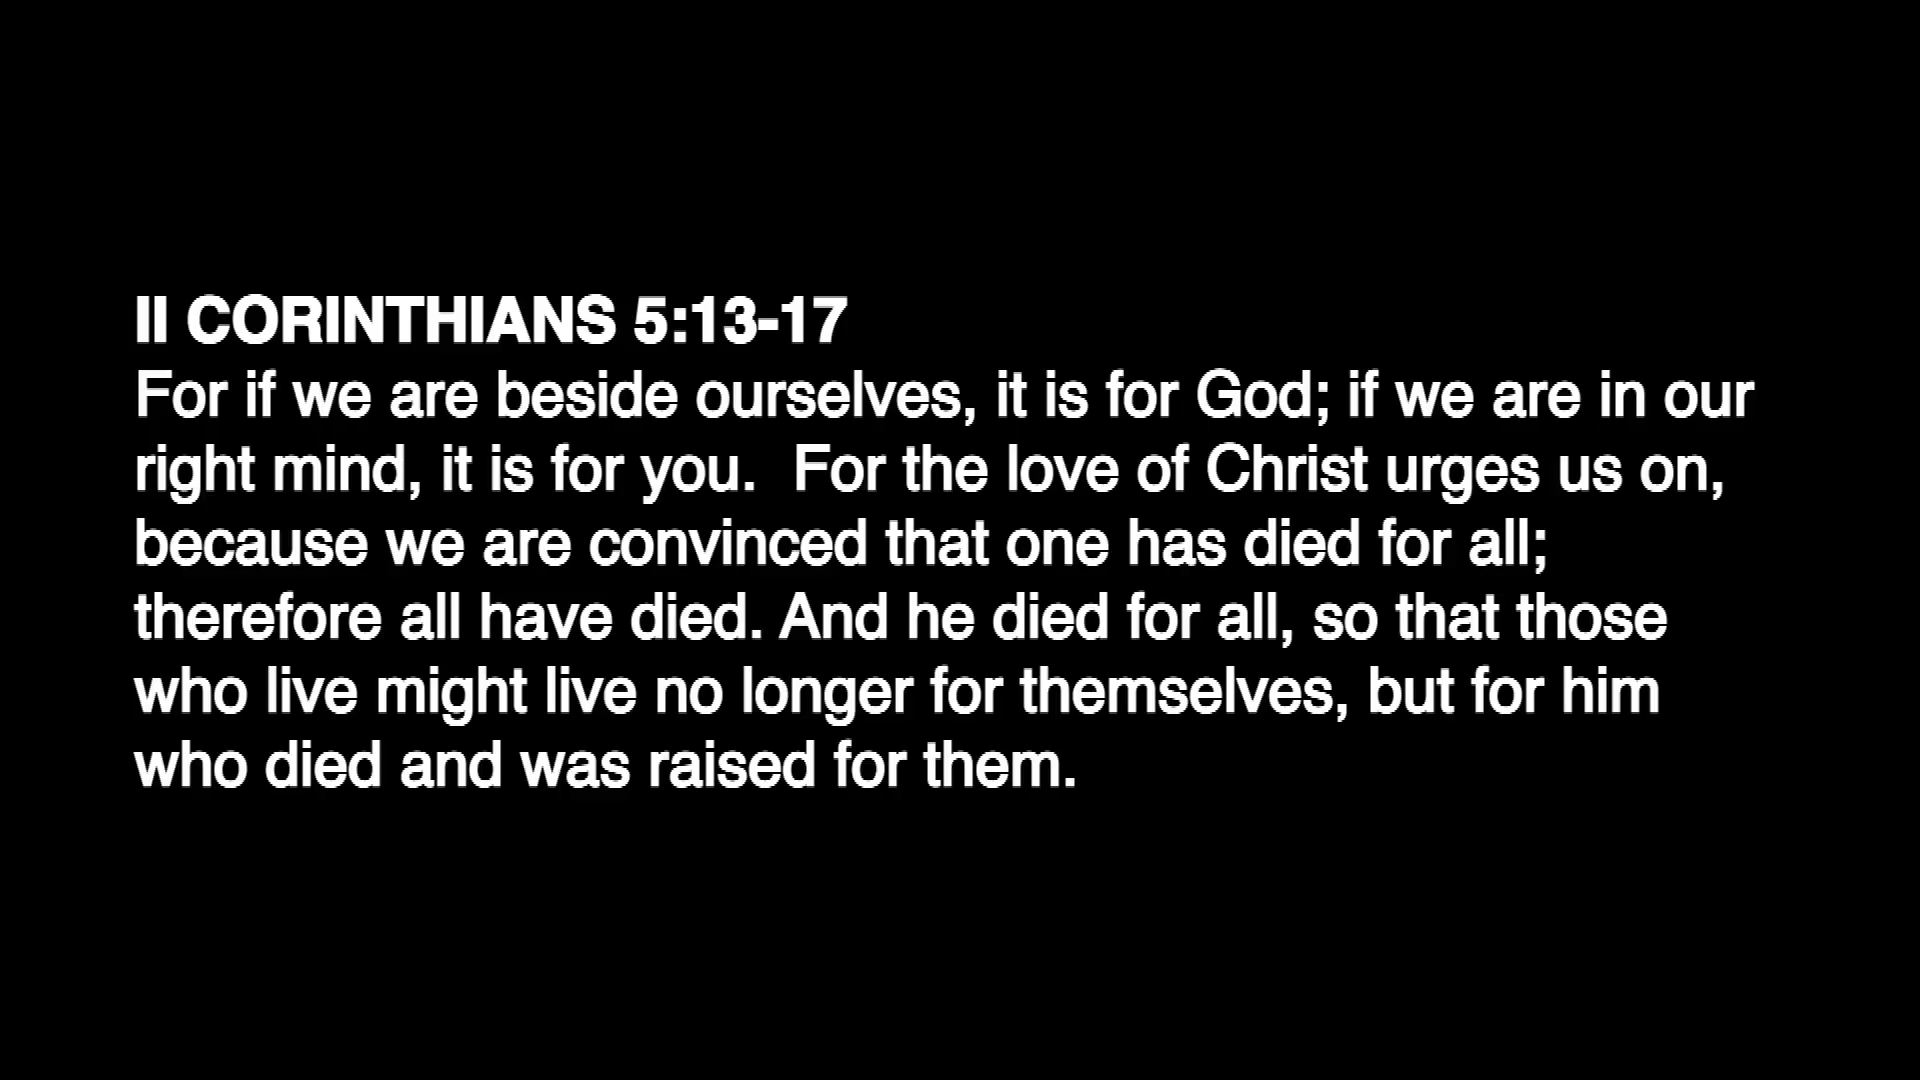 II CORINTHIANS 5:13-17
For if we are beside ourselves, it is for God; if we are in our
right mind, it is for you.  For the love of Christ urges us on,
because we are convinced that one has died for all;
therefore all have died. And he died for all, so that those
who live might live no longer for themselves, but for him
who died and was raised for them.